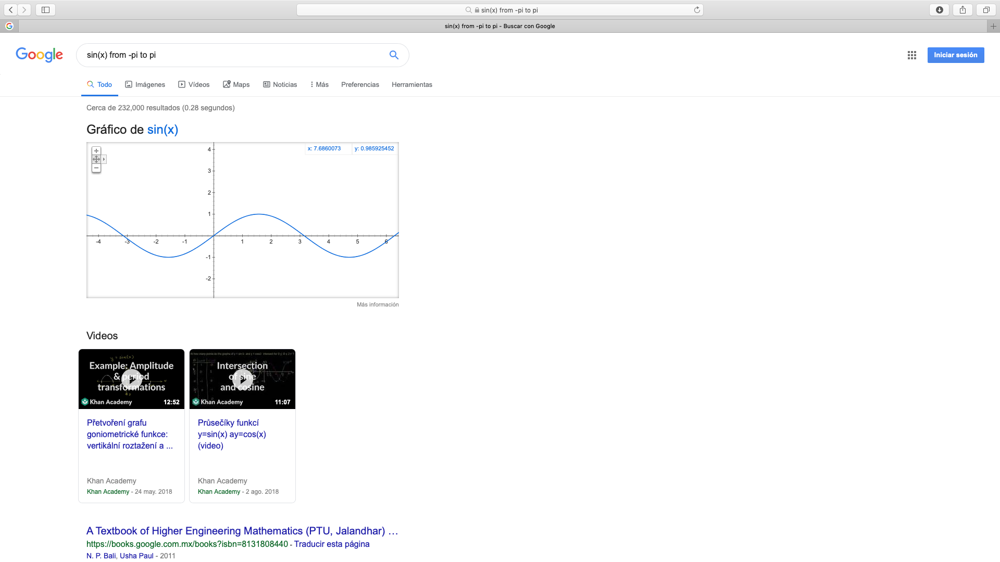 sin(x) from -pi to pi
sin(x) from -pi to pi - Buscar con Google
Google
sin(x) from -pi to pi
Iniciar sesión
Todo Imágenes Vídeos Maps Noticias Más Preferencias Herramientas
Cerca de 232,000 resultados (0.28 segundos)
Gráfico de sin(x)
x: 7.6860073 y: 0.985925452
4
3
2
1
-4 -3 -2 -1 1 2 3 4 5 6
-1
-2
Más información
Videos
y = sin(x)
Example: Amplitude
& period
transformations
Khan Academy 12:52
Přetvoření grafu
goniometrické funkce:
vertikální roztažení a ...
Khan Academy
Khan Academy - 24 may. 2018
Intersection
of sine
and cosine
Khan Academy 11:07
Průsečíky funkcí
y=sin(x) ay=cos(x)
(video)
Khan Academy
Khan Academy - 2 ago. 2018
A Textbook of Higher Engineering Mathematics (PTU, Jalandhar) ...
https://books.google.com.mx/books?isbn=8131808440 - Traducir esta página
N. P. Bali, Usha Paul - 2011